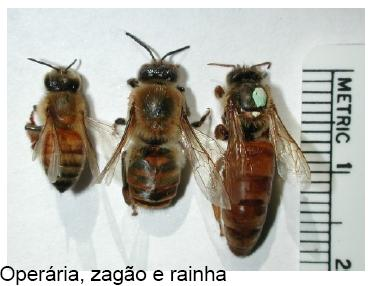 METRIC 1
2
Operária, zagão e rainha